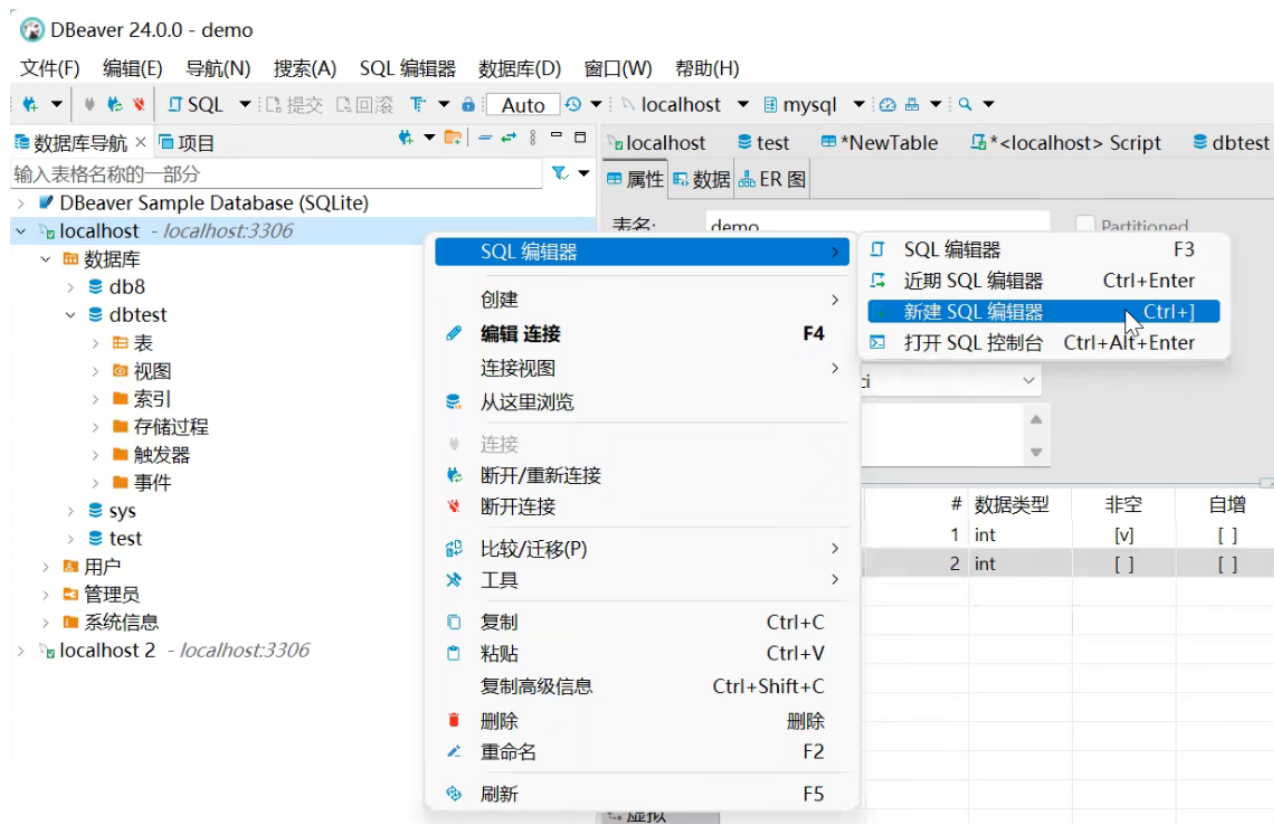 DBeaver 24.0.0 - demo
文件(F) 编辑(E) 导航(N) 搜索(A) SQL 编辑器 数据库(D) 窗口(W) 帮助(H)
SQL 提交 回滚 Auto localhost mysql
数据库导航 项目
localhost test *NewTable *<localhost> Script dbtest
输入表格名称的一部分
属性 数据 ER 图
DBeaver Sample Database (SQLite)
localhost - localhost:3306
表名: demo Partitioned
数据库
db8
dbtest
表
视图
索引
存储过程
触发器
事件
sys
test
用户
管理员
系统信息
localhost 2 - localhost:3306
SQL 编辑器
创建
编辑 连接 F4
连接视图
从这里浏览
连接
断开/重新连接
断开连接
比较/迁移(P)
工具
复制 Ctrl+C
粘贴 Ctrl+V
复制高级信息 Ctrl+Shift+C
删除 删除
重命名 F2
刷新 F5
SQL 编辑器 F3
近期 SQL 编辑器 Ctrl+Enter
新建 SQL 编辑器 Ctrl+]
打开 SQL 控制台 Ctrl+Alt+Enter
ci
# 数据类型 非空 自增
1 int [v] [ ]
2 int [ ] [ ]
虚拟